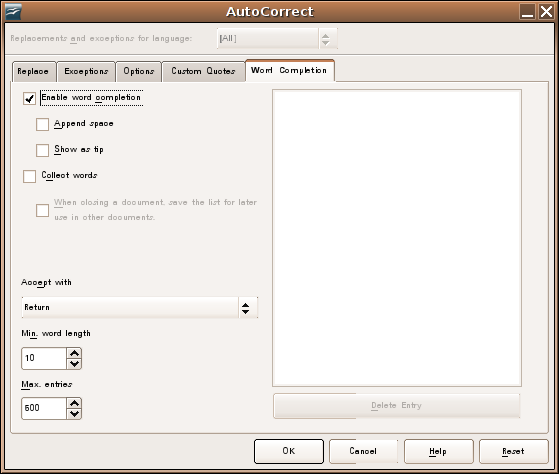 AutoCorrect
Replacements and exceptions for language:
[All]
Replace
Exceptions
Options
Custom Quotes
Word Completion
Enable word completion
Append space
Show as tip
Collect words
When closing a document, save the list for later
use in other documents.
Accept with
Return
Min. word length
10
Max. entries
500
Delete Entry
OK
Cancel
Help
Reset